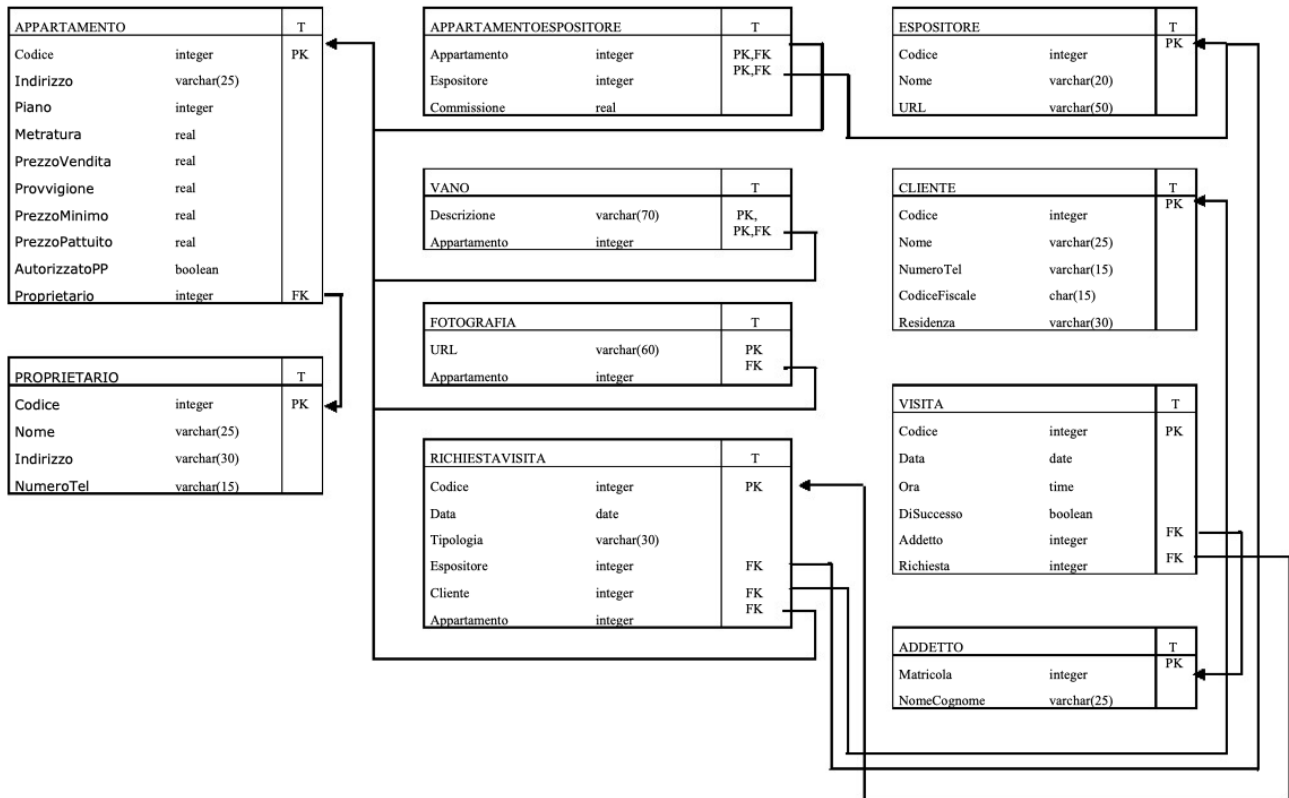 APPARTAMENTO T
Codice integer PK
Indirizzo varchar(25)
Piano integer
Metratura real
PrezzoVendita real
Provvigione real
PrezzoMinimo real
PrezzoPattuito real
AutorizzatoPP boolean
Proprietario integer FK
PROPRIETARIO T
Codice integer PK
Nome varchar(25)
Indirizzo varchar(30)
NumeroTel varchar(15)
APPARTAMENTOESPOSITORE T
Appartamento integer PK,FK
Espositore integer PK,FK
Commissione real
VANO T
Descrizione varchar(70) PK,
Appartamento integer PK,FK
FOTOGRAFIA T
URL varchar(60) PK
Appartamento integer FK
RICHIESTAVISITA T
Codice integer PK
Data date
Tipologia varchar(30)
Espositore integer FK
Cliente integer FK
Appartamento integer FK
ESPOSITORE T
Codice integer PK
Nome varchar(20)
URL varchar(50)
CLIENTE T
Codice integer PK
Nome varchar(25)
NumeroTel varchar(15)
CodiceFiscale char(15)
Residenza varchar(30)
VISITA T
Codice integer PK
Data date
Ora time
DiSuccesso boolean
Addetto integer FK
Richiesta integer FK
ADDETTO T
Matricola integer PK
NomeCognome varchar(25)